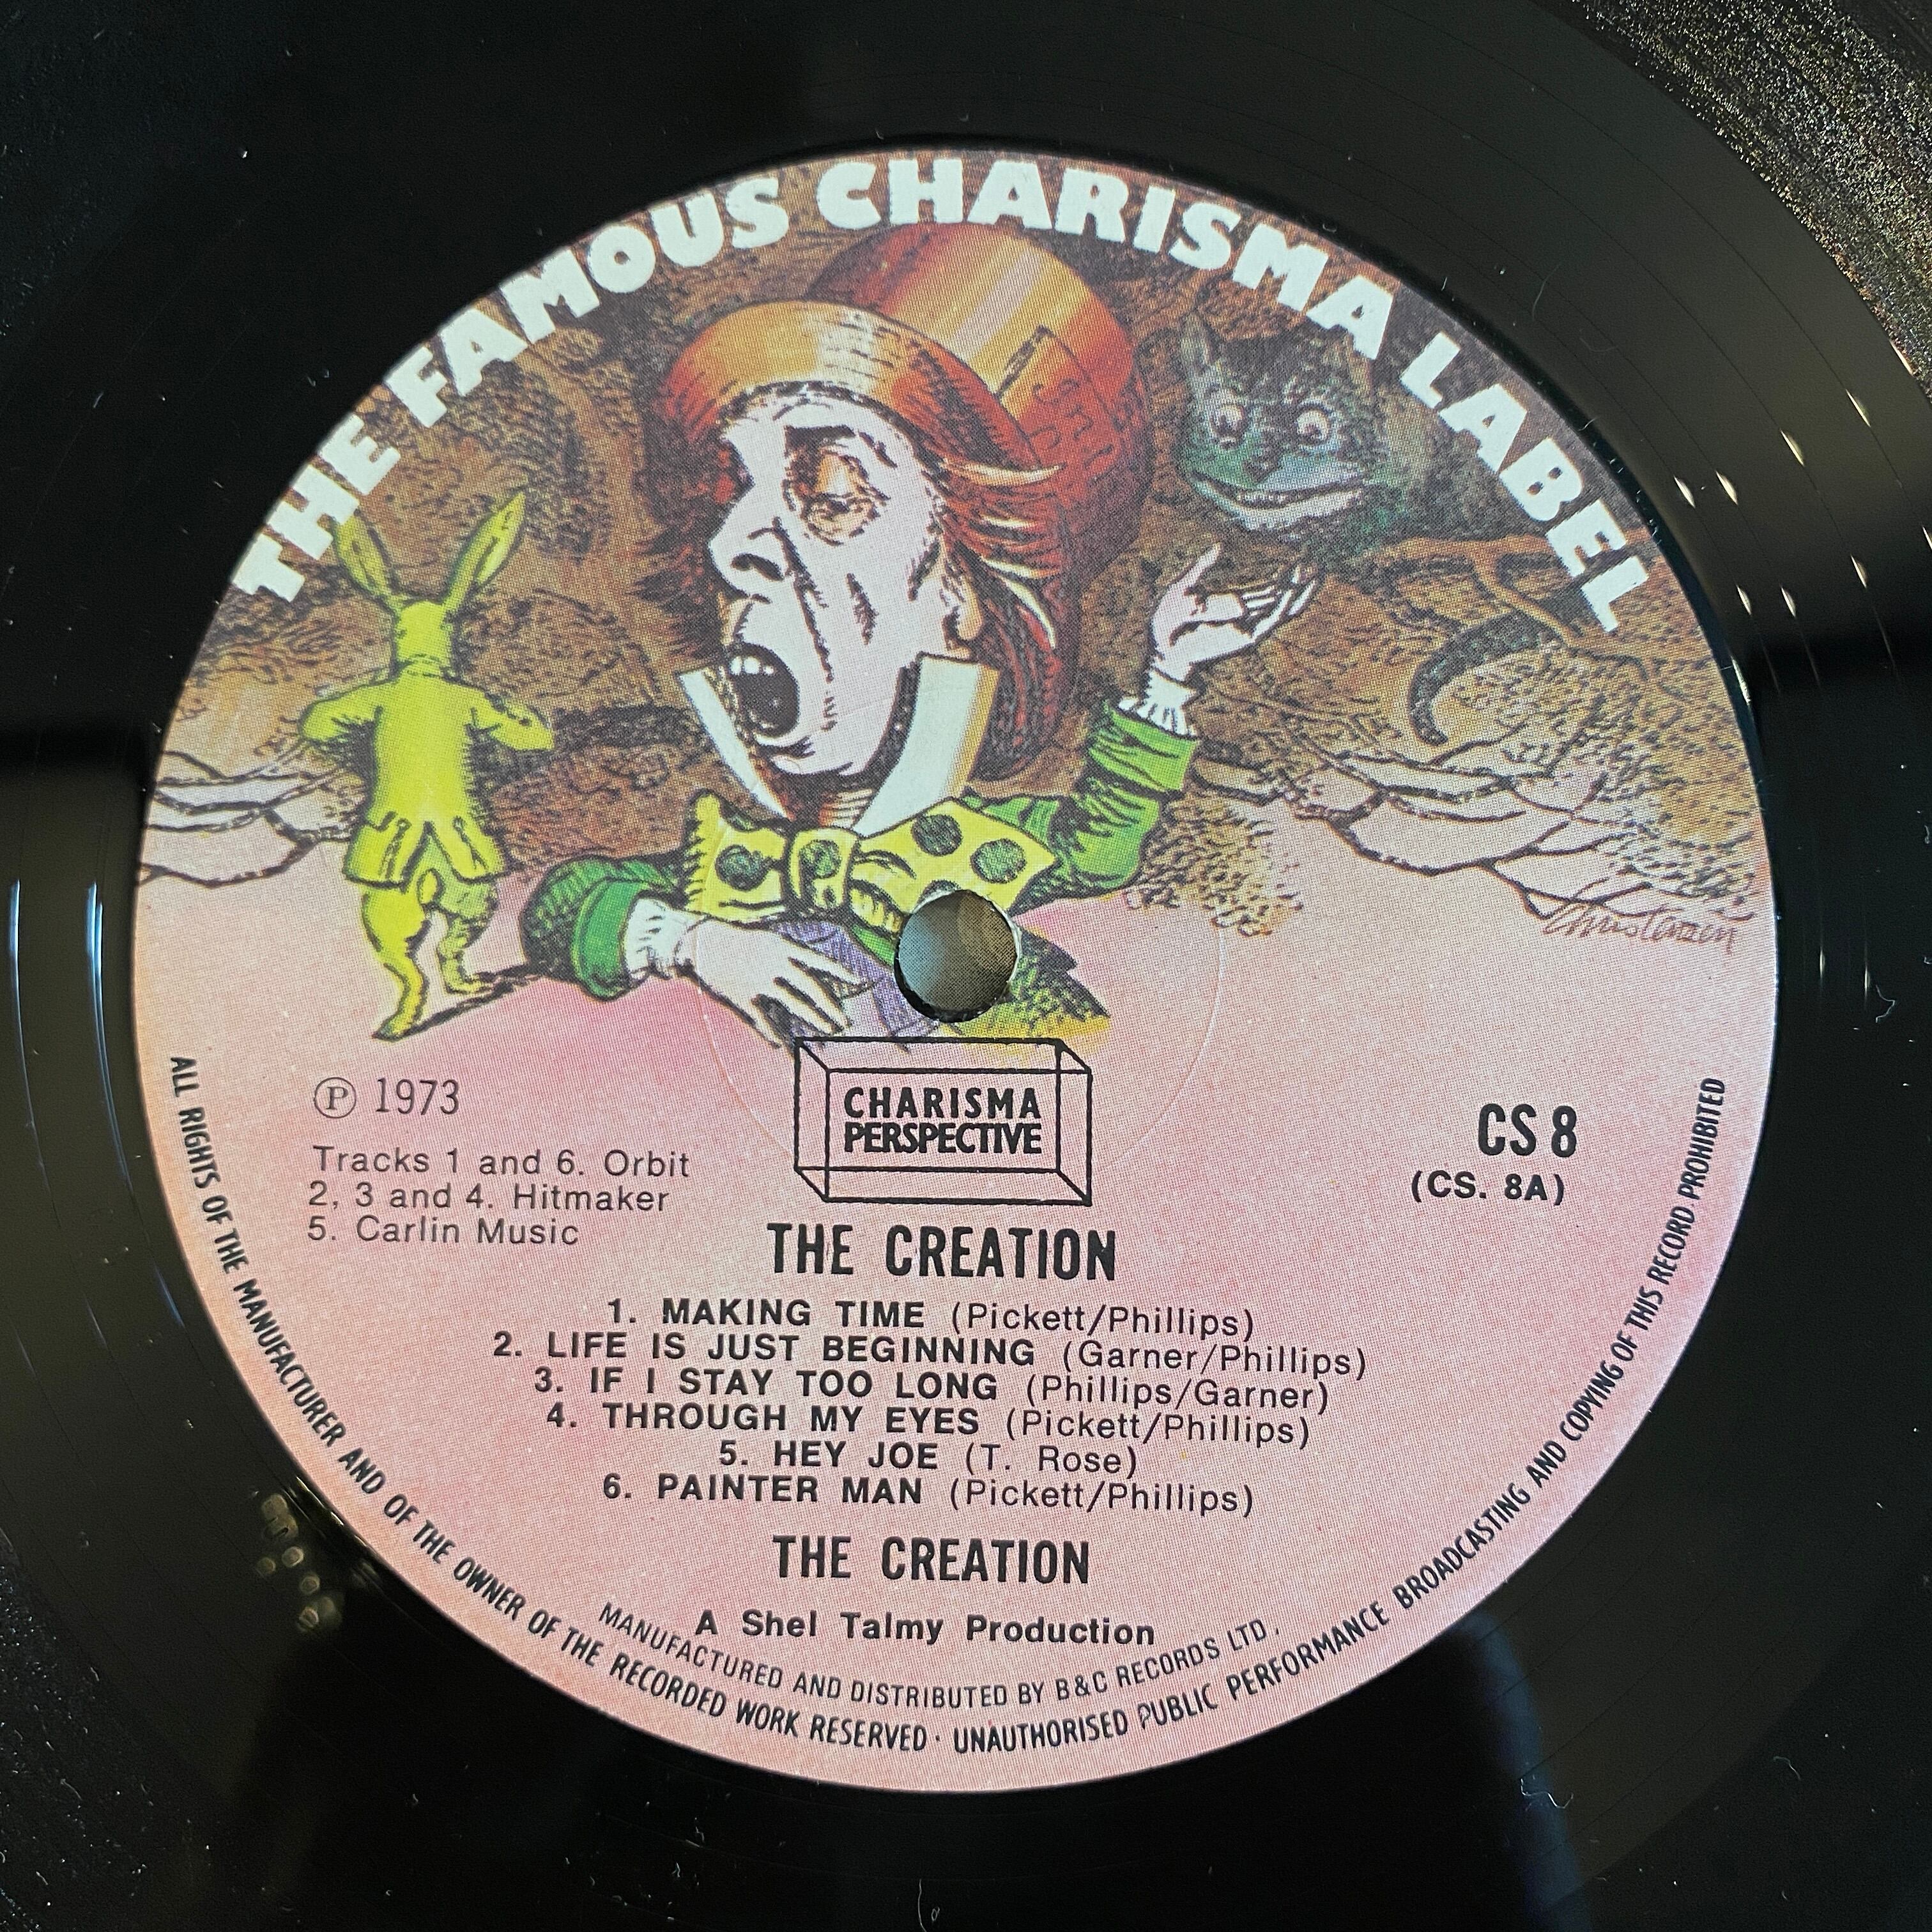 THE FAMOUS CHARISMA LABEL
Christensen
℗ 1973
Tracks 1 and 6. Orbit
2, 3 and 4. Hitmaker
5. Carlin Music
CHARISMA
PERSPECTIVE
CS 8
(CS. 8A)
THE CREATION
1. MAKING TIME (Pickett/Phillips)
2. LIFE IS JUST BEGINNING (Garner/Phillips)
3. IF I STAY TOO LONG (Phillips/Garner)
4. THROUGH MY EYES (Pickett/Phillips)
5. HEY JOE (T. Rose)
6. PAINTER MAN (Pickett/Phillips)
THE CREATION
A Shel Talmy Production
MANUFACTURED AND DISTRIBUTED BY B&C RECORDS LTD.
ALL RIGHTS OF THE MANUFACTURER AND OF THE OWNER OF THE RECORDED WORK RESERVED · UNAUTHORISED PUBLIC PERFORMANCE BROADCASTING AND COPYING OF THIS RECORD PROHIBITED